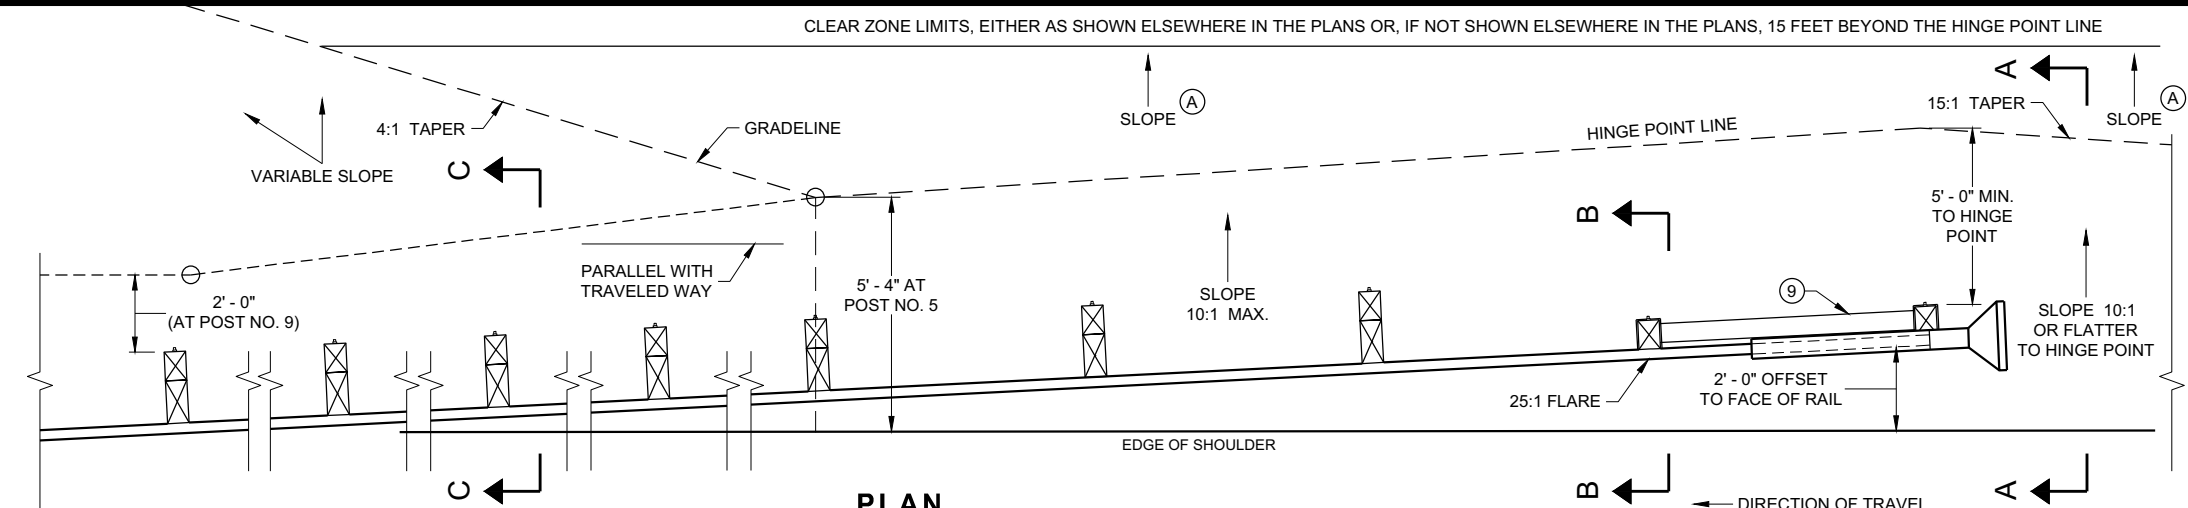 CLEAR ZONE LIMITS, EITHER AS SHOWN ELSEWHERE IN THE PLANS OR, IF NOT SHOWN ELSEWHERE IN THE PLANS, 15 FEET BEYOND THE HINGE POINT LINE
A
A
15:1 TAPER
A
SLOPE
SLOPE
4:1 TAPER
GRADELINE
HINGE POINT LINE
C
VARIABLE SLOPE
B
5' - 0" MIN.
TO HINGE
POINT
PARALLEL WITH
TRAVELED WAY
5' - 4" AT
POST NO. 5
2' - 0"
(AT POST NO. 9)
SLOPE
10:1 MAX.
9
SLOPE 10:1
OR FLATTER
TO HINGE POINT
2' - 0" OFFSET
TO FACE OF RAIL
25:1 FLARE
EDGE OF SHOULDER
C
B
A
PLAN
DIRECTION OF TRAVEL